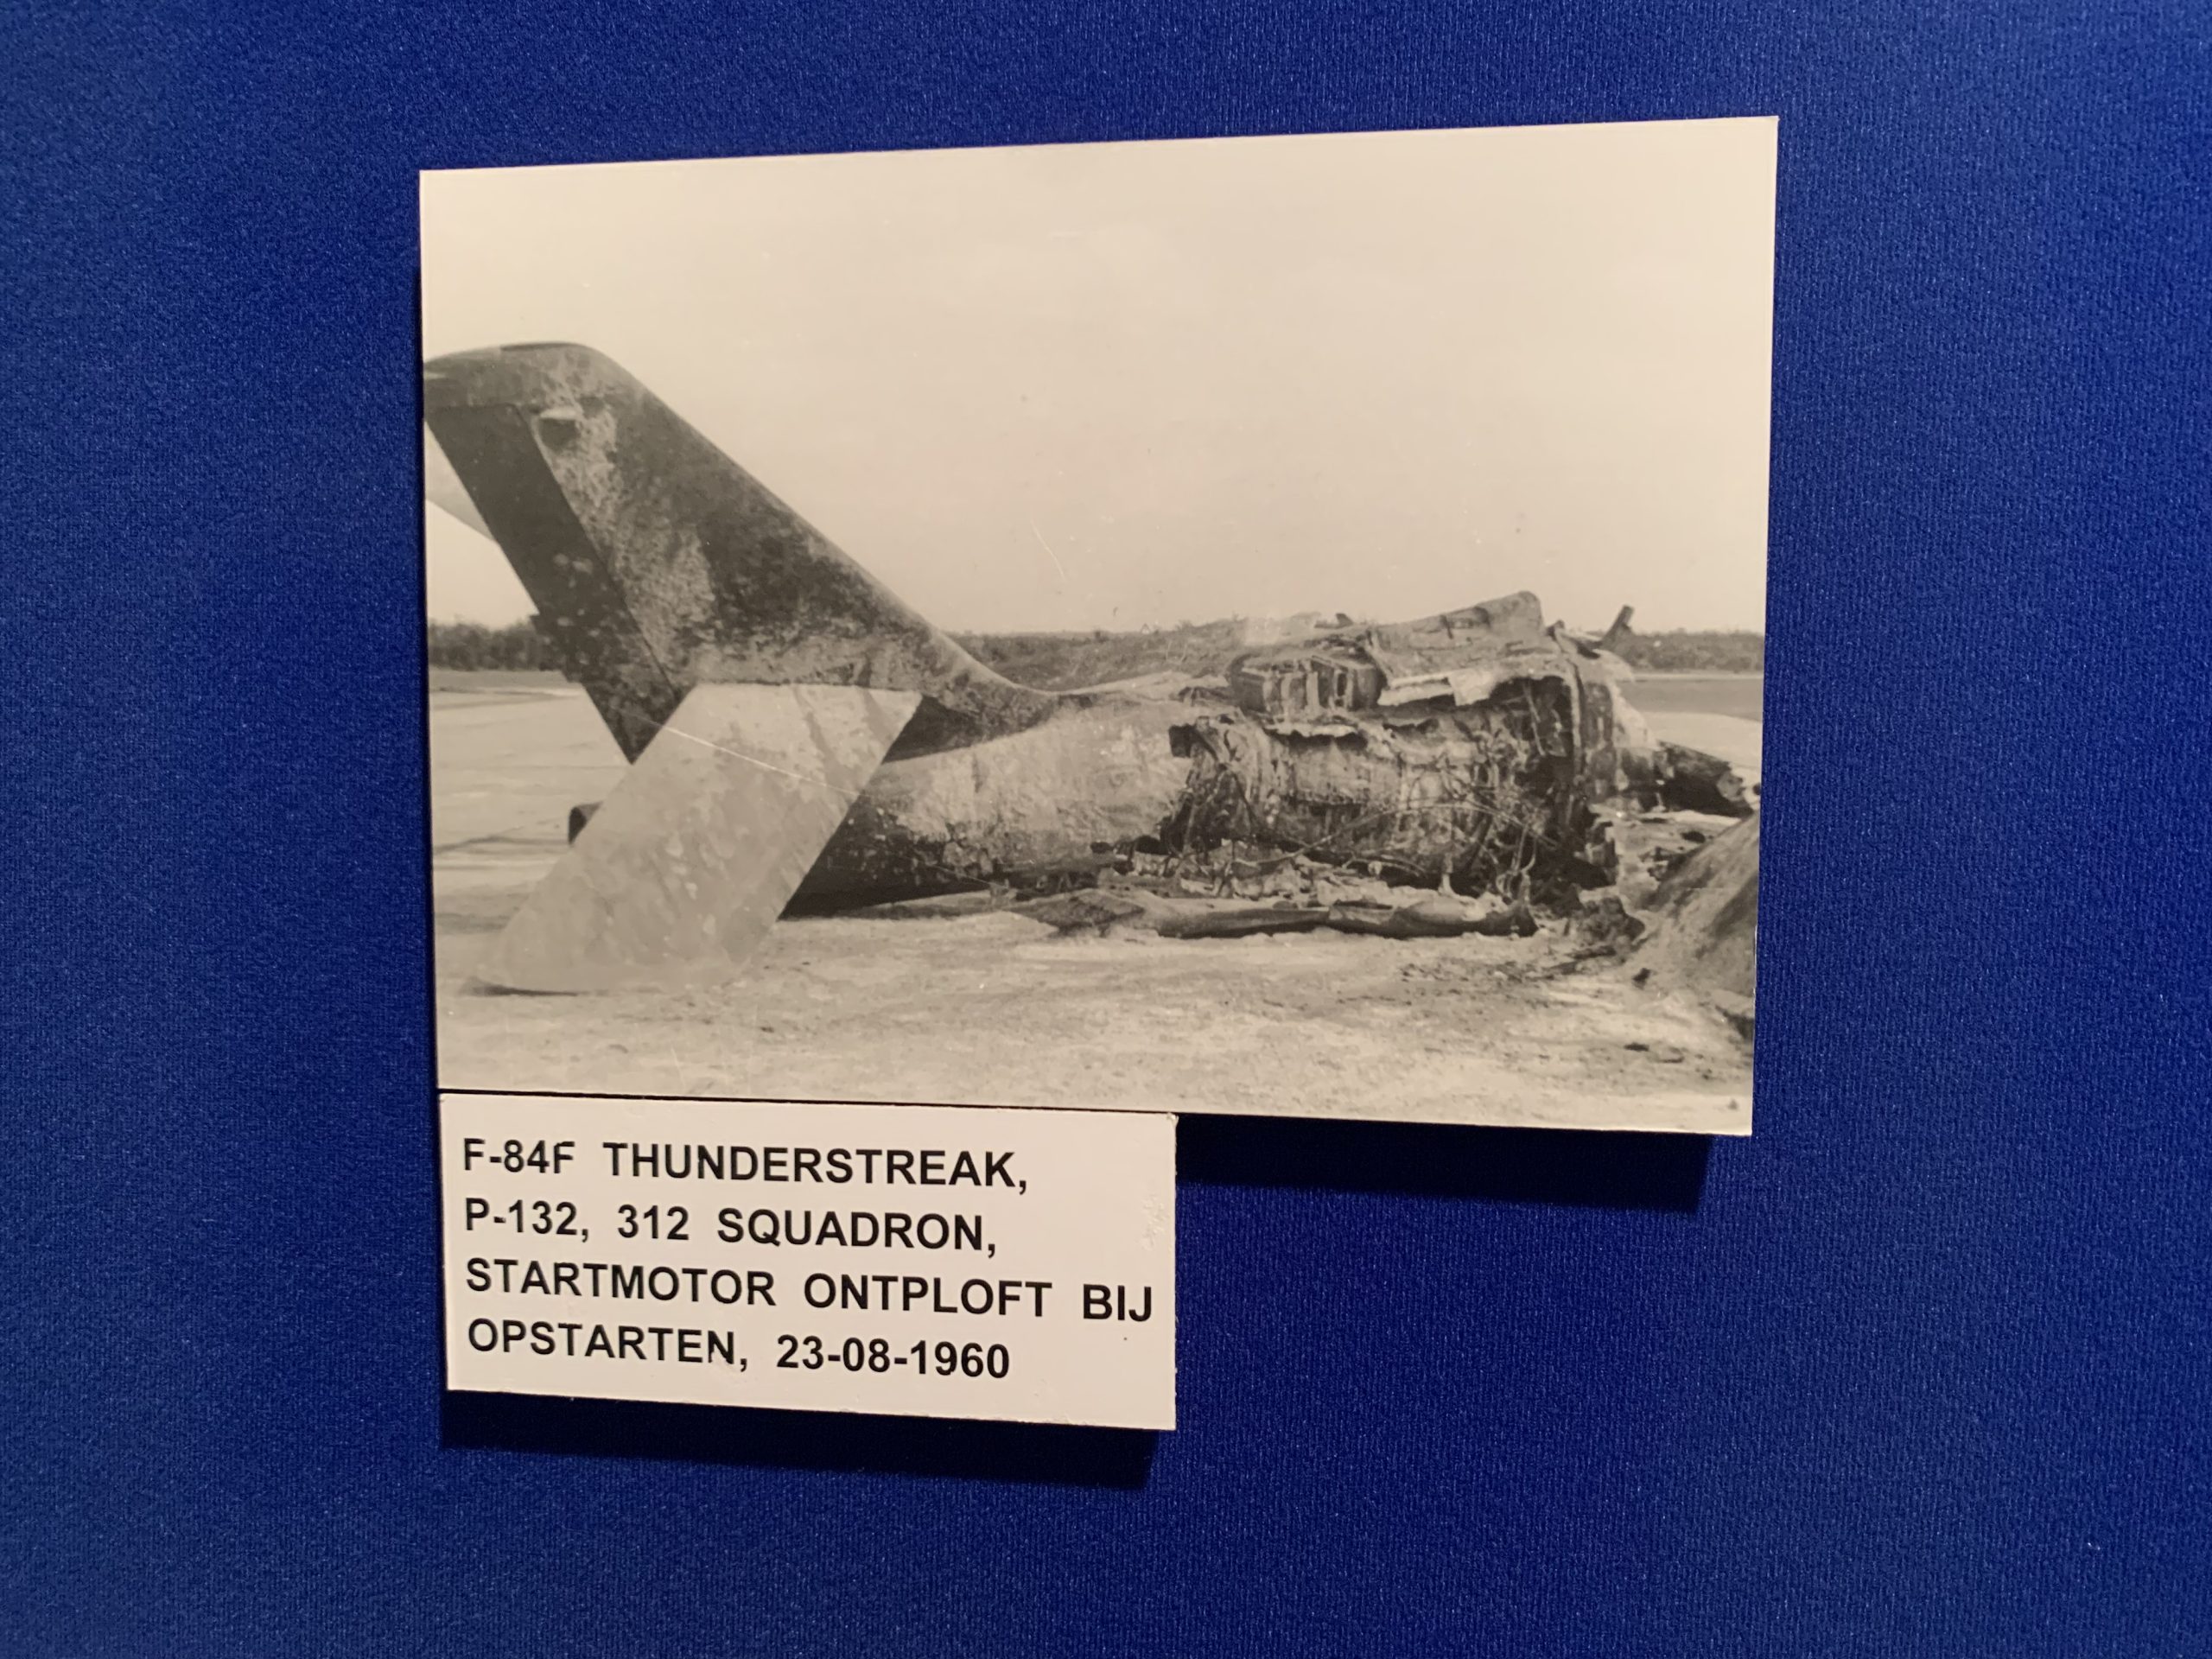 F-84F THUNDERSTREAK,
P-132, 312 SQUADRON,
STARTMOTOR ONTPLOFT BIJ
OPSTARTEN, 23-08-1960